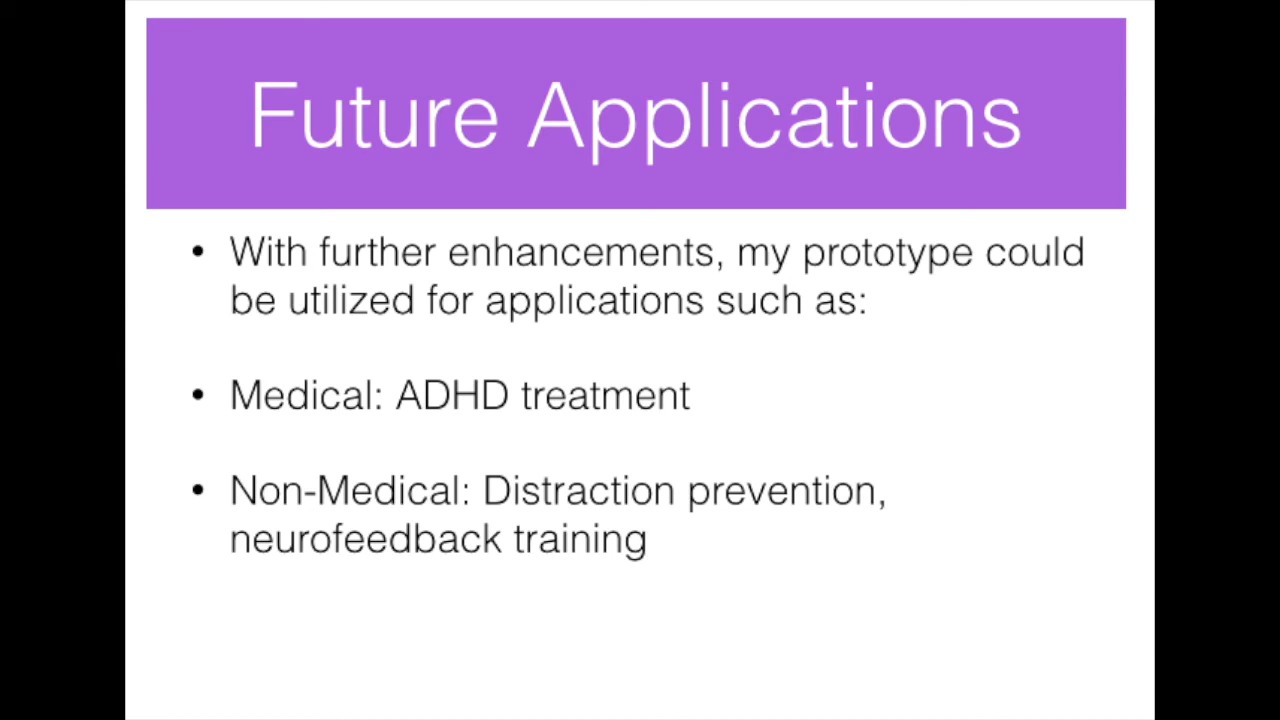 Future Applications
• With further enhancements, my prototype could
be utilized for applications such as:
• Medical: ADHD treatment
• Non-Medical: Distraction prevention,
neurofeedback training